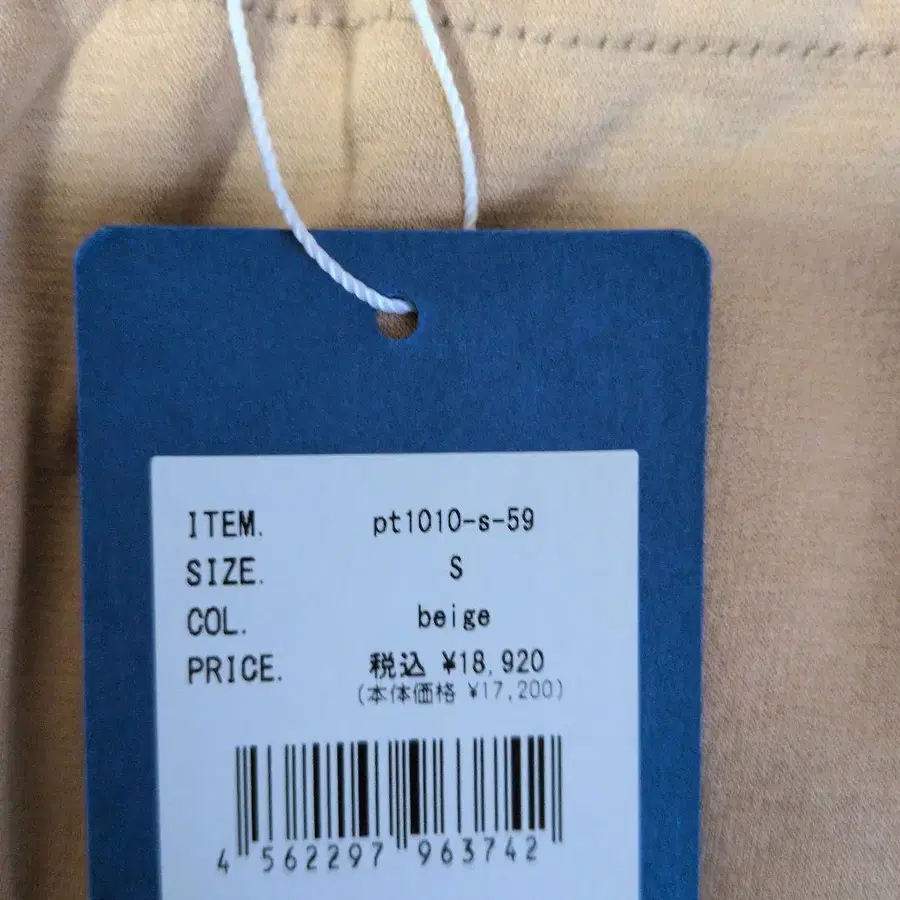 ITEM. pt1010-s-59
SIZE. S
COL. beige
PRICE. 税込 ¥18,920
(本体価格 ¥17,200)
4 562297 963742